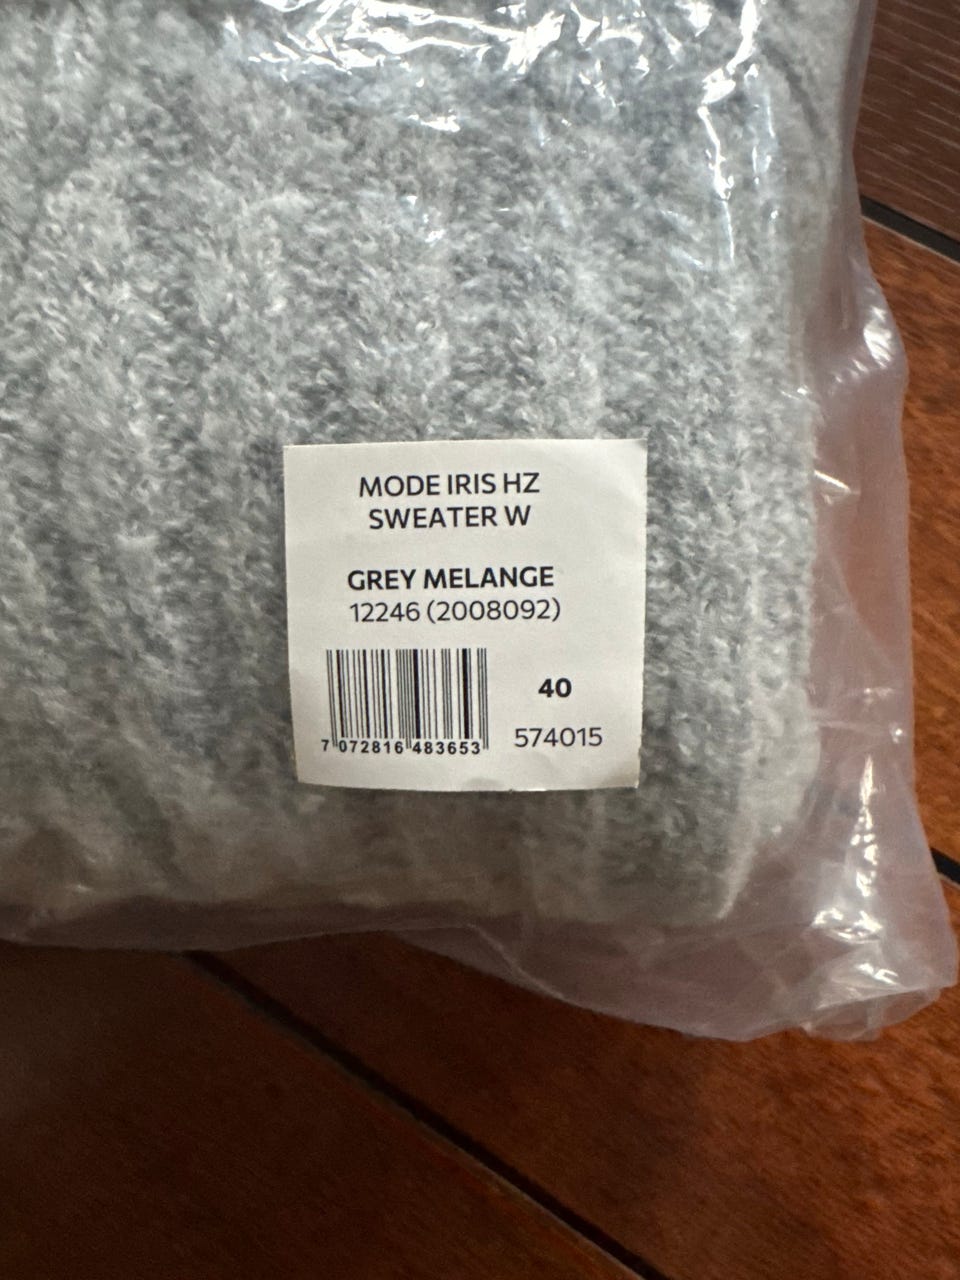 MODE IRIS HZ
SWEATER W
GREY MELANGE
12246 (2008092)
40
7 072816 483653
574015